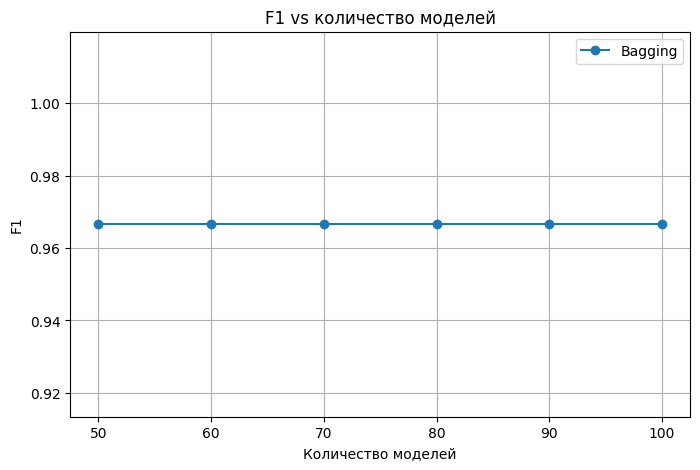 F1 vs количество моделей
Bagging
1.00
0.98
0.96
0.94
0.92
F1
50 60 70 80 90 100
Количество моделей